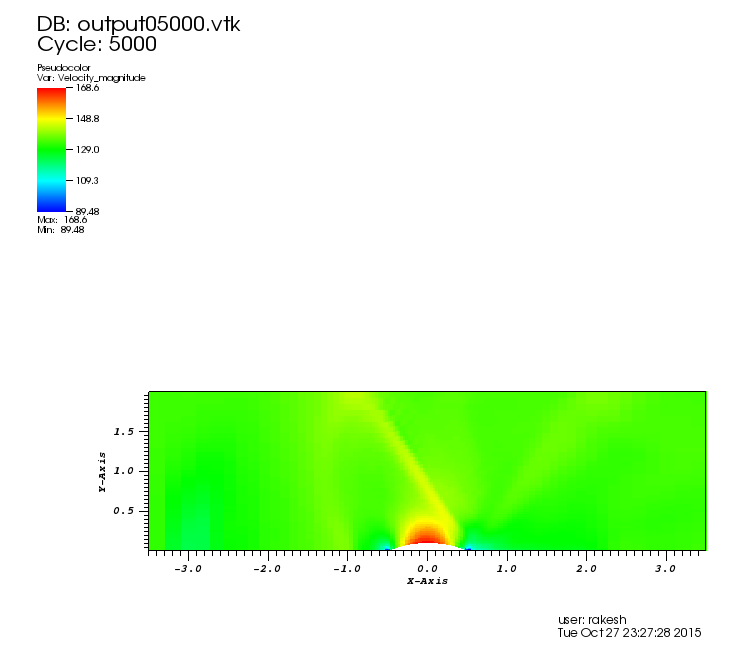 DB: output05000.vtk
Cycle: 5000
Pseudocolor
Var: Velocity_magnitude
168.6
148.8
129.0
109.3
89.48
Max: 168.6
Min: 89.48
1.5
1.0
0.5
Y-Axis
-3.0 -2.0 -1.0 0.0 1.0 2.0 3.0
X-Axis
user: rakesh
Tue Oct 27 23:27:28 2015